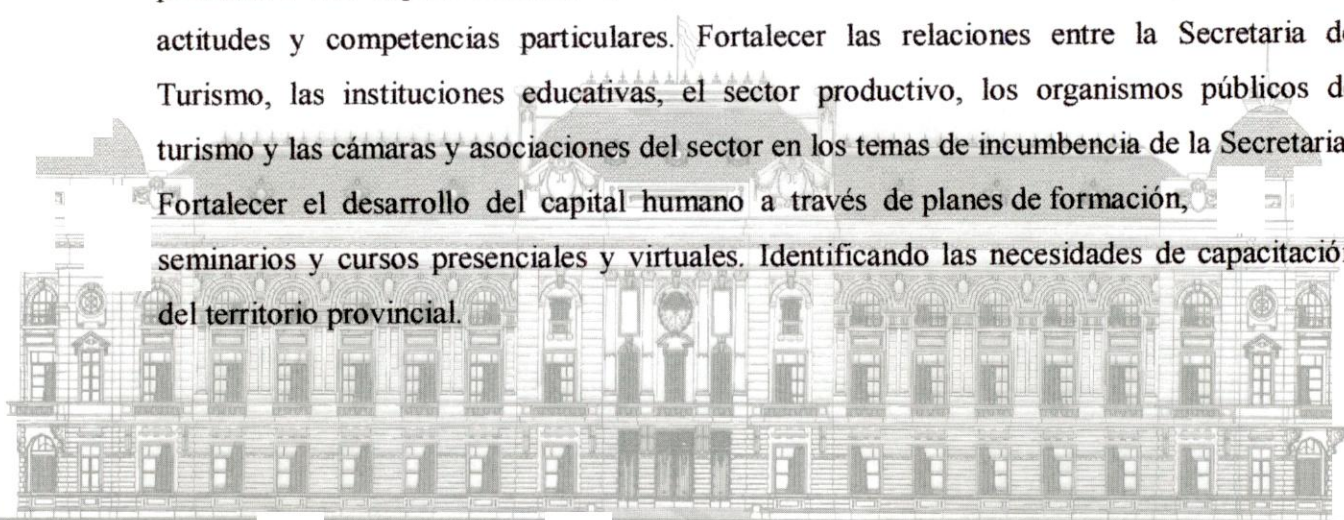 actitudes y competencias particulares. Fortalecer las relaciones entre la Secretaria
Turismo, las instituciones educativas, el sector productivo, los organismos públicos
turismo y las cámaras y asociaciones del sector en los temas de incumbencia de la Secretaria
Fortalecer el desarrollo del capital humano a través de planes de formación,
seminarios y cursos presenciales y virtuales. Identificando las necesidades de
del territorio provincial.